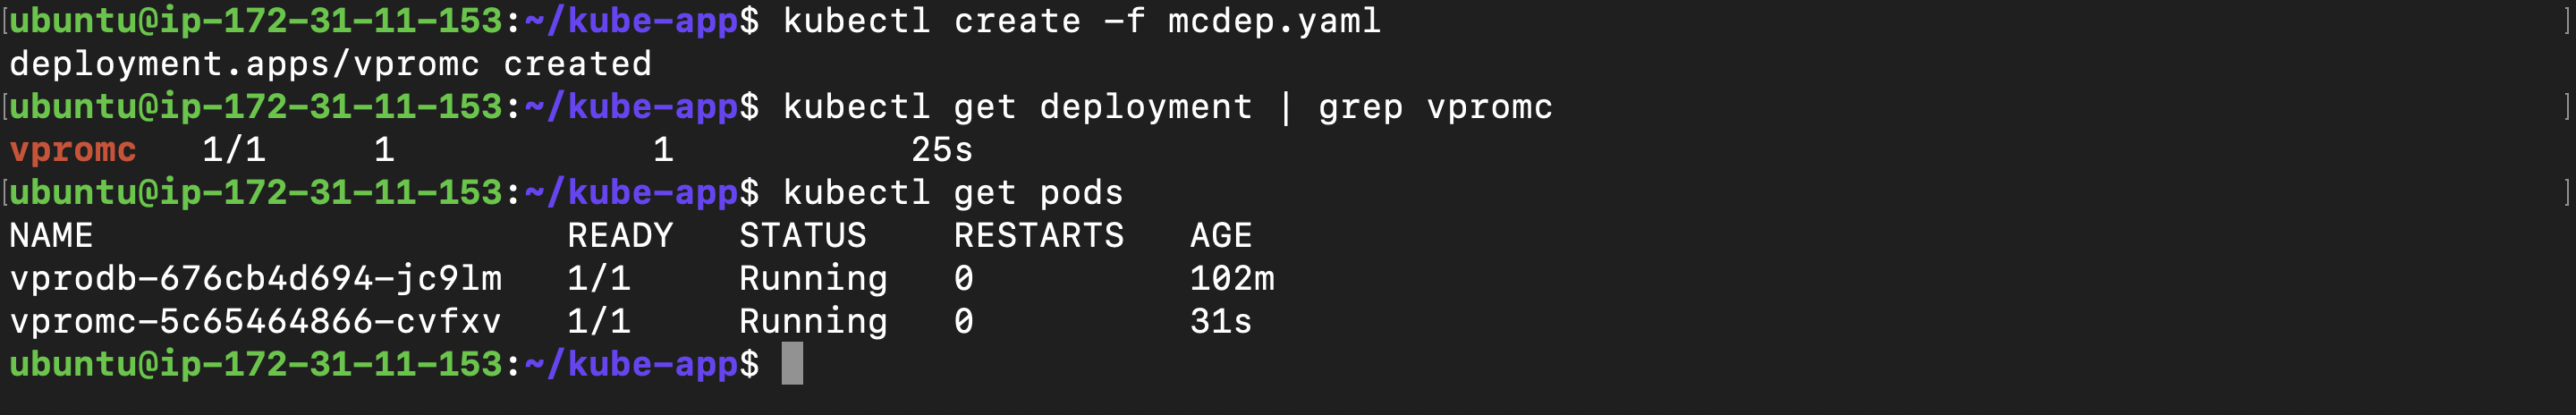 [ubuntu@ip-172-31-11-153:~/kube-app$ kubectl create -f mcdep.yaml ]
deployment.apps/vpromc created
[ubuntu@ip-172-31-11-153:~/kube-app$ kubectl get deployment | grep vpromc ]
vpromc   1/1     1            1           25s
[ubuntu@ip-172-31-11-153:~/kube-app$ kubectl get pods ]
NAME                      READY   STATUS    RESTARTS   AGE
vprodb-676cb4d694-jc9lm   1/1     Running   0          102m
vpromc-5c65464866-cvfxv   1/1     Running   0          31s
ubuntu@ip-172-31-11-153:~/kube-app$